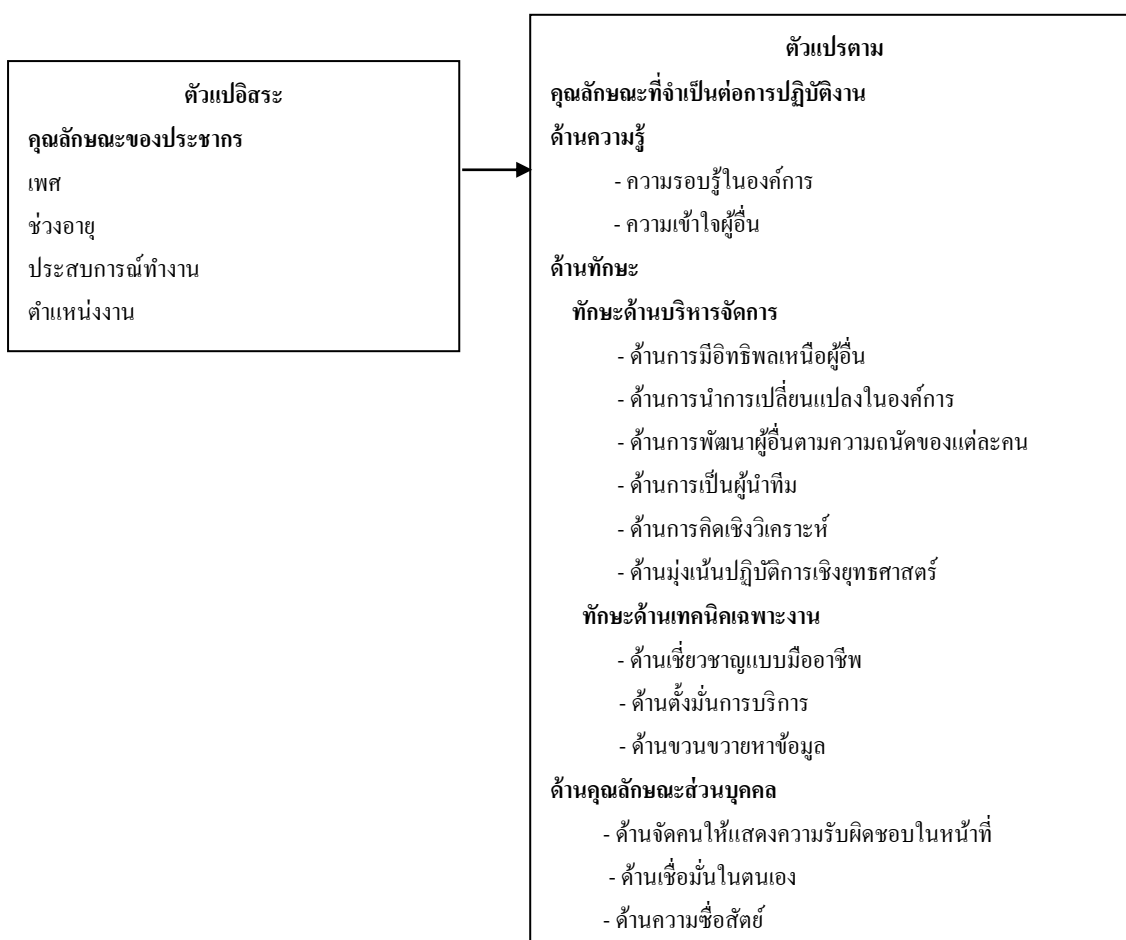 ตัวแปอิสระ
คุณลักษณะของประชากร
เพศ
ช่วงอายุ
ประสบการณ์ทำงาน
ตำแหน่งงาน
ตัวแปรตาม
คุณลักษณะที่จำเป็นต่อการปฏิบัติงาน
ด้านความรู้
- ความรอบรู้ในองค์การ
- ความเข้าใจผู้อื่น
ด้านทักษะ
ทักษะด้านบริหารจัดการ
- ด้านการมีอิทธิพลเหนือผู้อื่น
- ด้านการนำการเปลี่ยนแปลงในองค์การ
- ด้านการพัฒนาผู้อื่นตามความถนัดของแต่ละคน
- ด้านการเป็นผู้นำทีม
- ด้านการคิดเชิงวิเคราะห์
- ด้านมุ่งเน้นปฏิบัติการเชิงยุทธศาสตร์
ทักษะด้านเทคนิคเฉพาะงาน
- ด้านเชี่ยวชาญแบบมืออาชีพ
- ด้านตั้งมั่นการบริการ
- ด้านขวนขวายหาข้อมูล
ด้านคุณลักษณะส่วนบุคคล
- ด้านจัดคนให้แสดงความรับผิดชอบในหน้าที่
- ด้านเชื่อมั่นในตนเอง
- ด้านความซื่อสัตย์